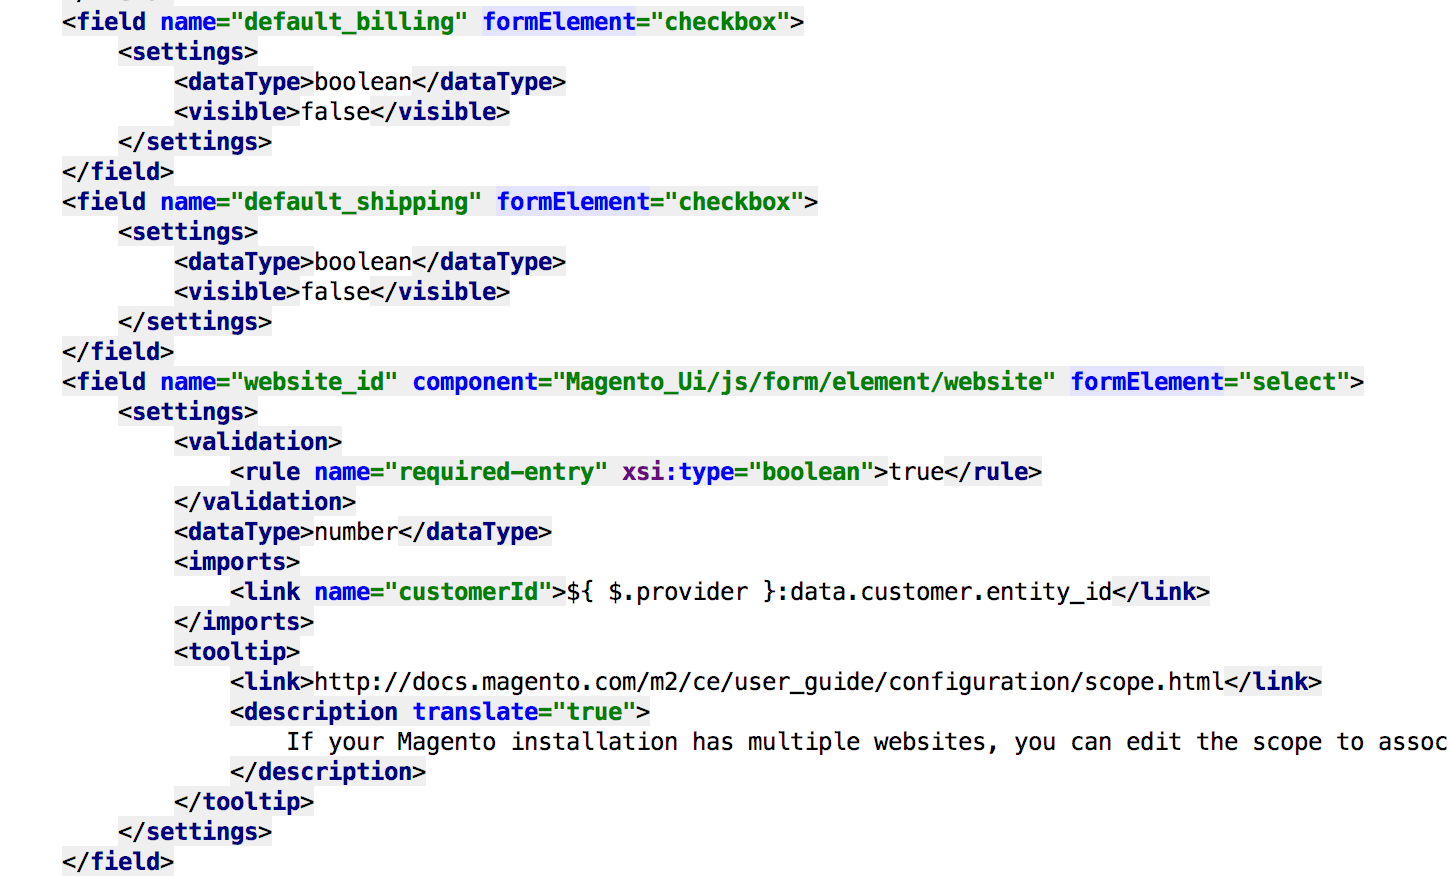 <field name="default_billing" formElement="checkbox">
<settings>
<dataType>boolean</dataType>
<visible>false</visible>
</settings>
</field>
<field name="default_shipping" formElement="checkbox">
<settings>
<dataType>boolean</dataType>
<visible>false</visible>
</settings>
</field>
<field name="website_id" component="Magento_Ui/js/form/element/website" formElement="select">
<settings>
<validation>
<rule name="required-entry" xsi:type="boolean">true</rule>
</validation>
<dataType>number</dataType>
<imports>
<link name="customerId">${ $.provider }:data.customer.entity_id</link>
</imports>
<tooltip>
<link>http://docs.magento.com/m2/ce/user_guide/configuration/scope.html</link>
<description translate="true">
If your Magento installation has multiple websites, you can edit the scope to assoc
</description>
</tooltip>
</settings>
</field>